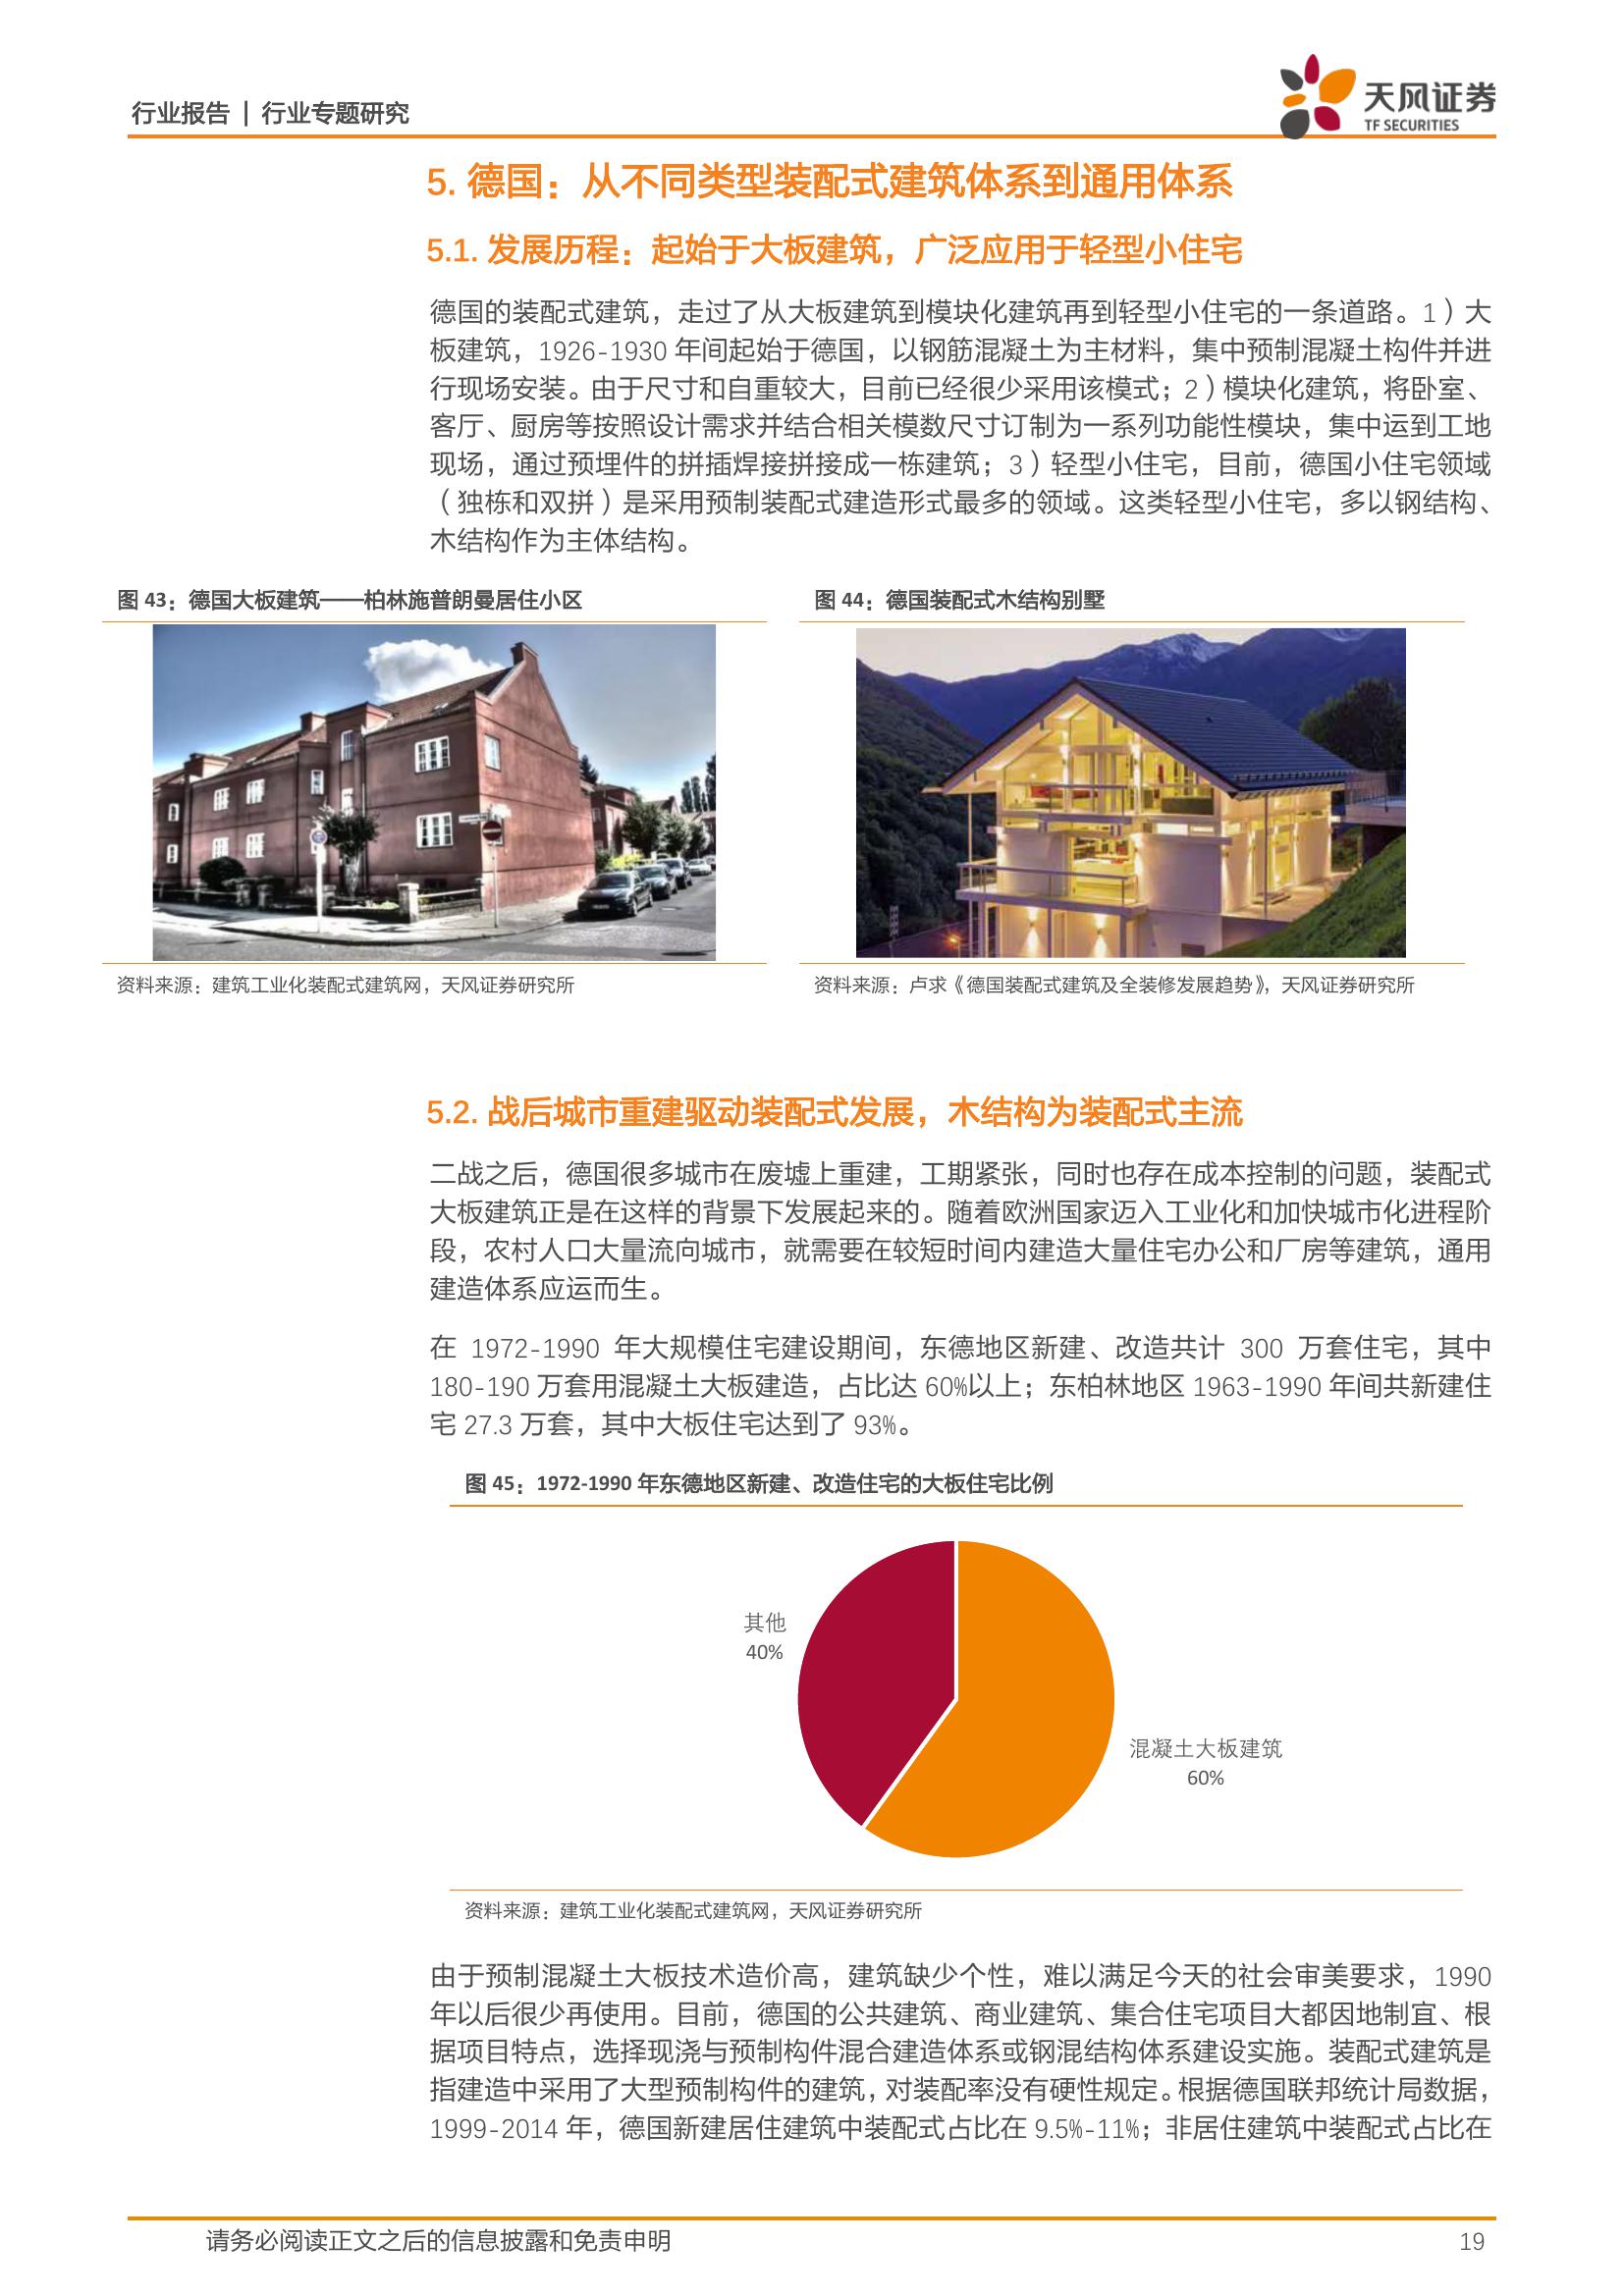 行业报告 | 行业专题研究
天风证券
TF SECURITIES
5. 德国：从不同类型装配式建筑体系到通用体系
5.1. 发展历程：起始于大板建筑，广泛应用于轻型小住宅
德国的装配式建筑，走过了从大板建筑到模块化建筑再到轻型小住宅的一条道路。1）大
板建筑，1926-1930 年间起始于德国，以钢筋混凝土为主材料，集中预制混凝土构件并进
行现场安装。由于尺寸和自重较大，目前已经很少采用该模式；2）模块化建筑，将卧室、
客厅、厨房等按照设计需求并结合相关模数尺寸订制为一系列功能性模块，集中运到工地
现场，通过预埋件的拼插焊接拼接成一栋建筑；3）轻型小住宅，目前，德国小住宅领域
（独栋和双拼）是采用预制装配式建造形式最多的领域。这类轻型小住宅，多以钢结构、
木结构作为主体结构。
图 43：德国大板建筑——柏林施普朗曼居住小区
图 44：德国装配式木结构别墅
资料来源：建筑工业化装配式建筑网，天风证券研究所
资料来源：卢求《德国装配式建筑及全装修发展趋势》，天风证券研究所
5.2. 战后城市重建驱动装配式发展，木结构为装配式主流
二战之后，德国很多城市在废墟上重建，工期紧张，同时也存在成本控制的问题，装配式
大板建筑正是在这样的背景下发展起来的。随着欧洲国家迈入工业化和加快城市化进程阶
段，农村人口大量流向城市，就需要在较短时间内建造大量住宅办公和厂房等建筑，通用
建造体系应运而生。
在 1972-1990 年大规模住宅建设期间，东德地区新建、改造共计 300 万套住宅，其中
180-190 万套用混凝土大板建造，占比达 60%以上；东柏林地区 1963-1990 年间共新建住
宅 27.3 万套，其中大板住宅达到了 93%。
图 45：1972-1990 年东德地区新建、改造住宅的大板住宅比例
其他
40%
混凝土大板建筑
60%
资料来源：建筑工业化装配式建筑网，天风证券研究所
由于预制混凝土大板技术造价高，建筑缺少个性，难以满足今天的社会审美要求，1990
年以后很少再使用。目前，德国的公共建筑、商业建筑、集合住宅项目大都因地制宜、根
据项目特点，选择现浇与预制构件混合建造体系或钢混结构体系建设实施。装配式建筑是
指建造中采用了大型预制构件的建筑，对装配率没有硬性规定。根据德国联邦统计局数据，
1999-2014 年，德国新建居住建筑中装配式占比在 9.5%-11%；非居住建筑中装配式占比在
请务必阅读正文之后的信息披露和免责申明
19